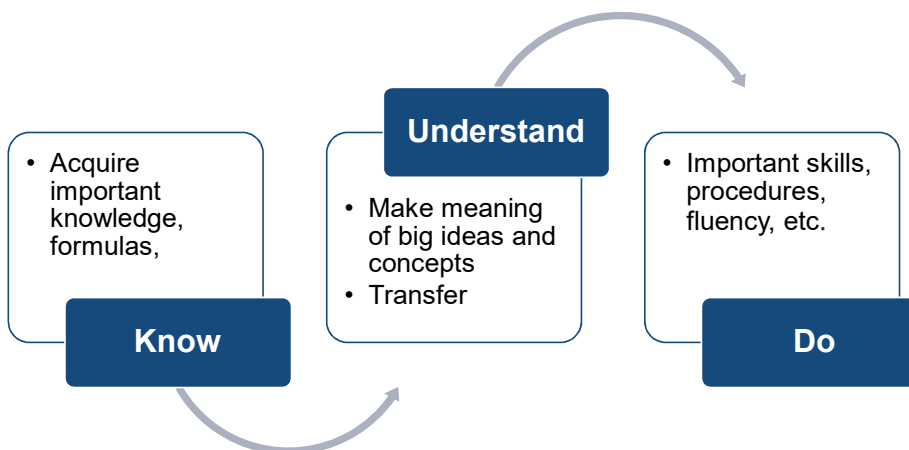 • Acquire
important
knowledge,
formulas,
Know
Understand
• Make meaning
of big ideas and
concepts
• Transfer
• Important skills,
procedures,
fluency, etc.
Do